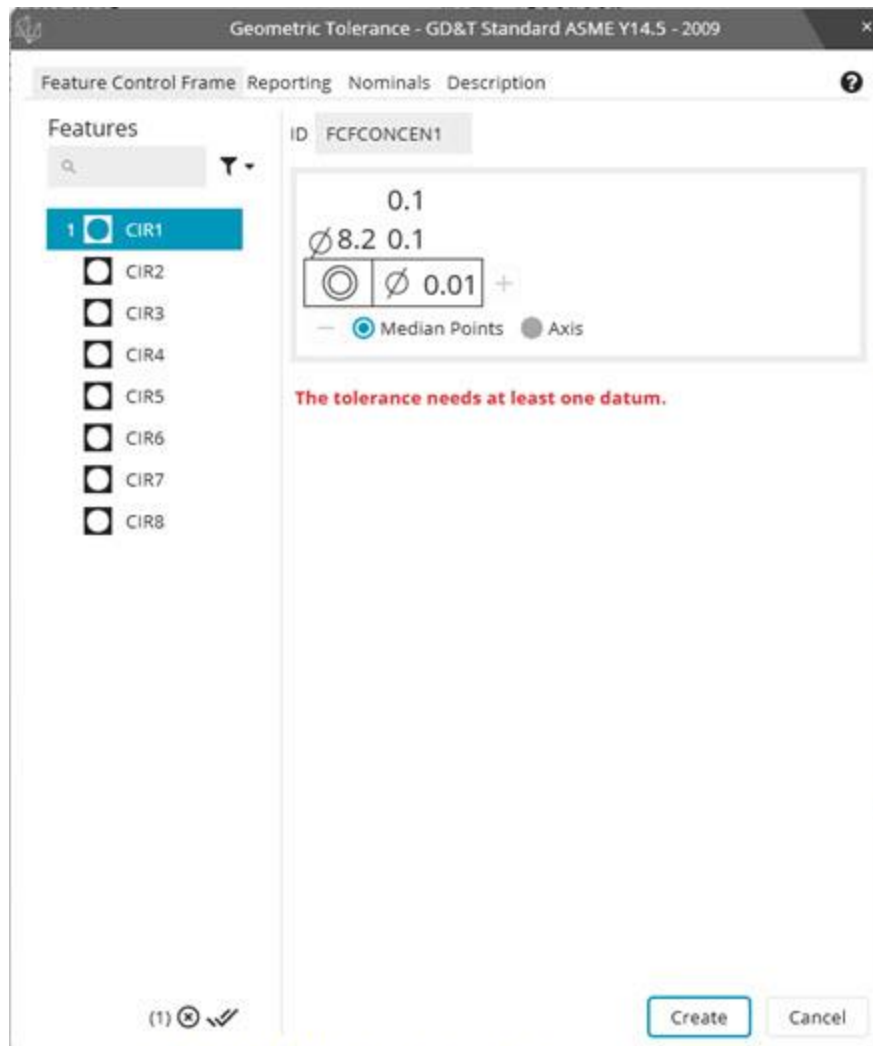 Geometric Tolerance - GD&T Standard ASME Y14.5 - 2009 ×
Feature Control Frame Reporting Nominals Description ?
Features
ID FCFCONCEN1
1 CIR1
CIR2
CIR3
CIR4
CIR5
CIR6
CIR7
CIR8
0.1
∅8.2 0.1
◎ ∅ 0.01 +
− Median Points Axis
The tolerance needs at least one datum.
(1)
Create Cancel